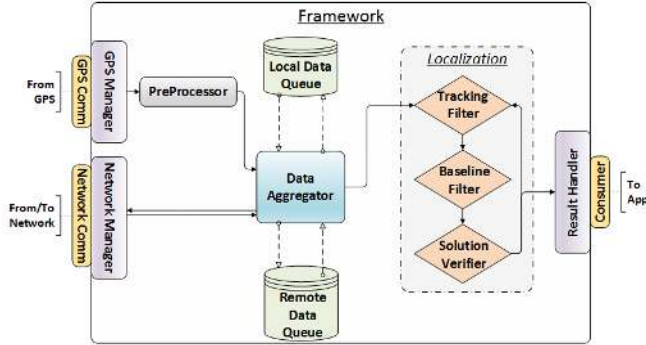 Framework
From
GPS
GPS Comm
GPS Manager
PreProcessor
Local Data
Queue
Localization
Tracking
Filter
Baseline
Filter
Solution
Verifier
Data
Aggregator
From/To
Network
Network Comm
Network Manager
Remote
Data
Queue
Result Handler
Consumer
To
App